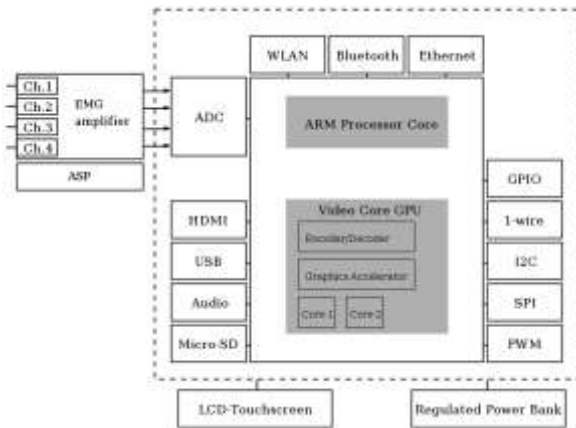 WLAN
Bluetooth
Ethernet
Ch.1
Ch.2
Ch.3
Ch.4
EMG
amplifier
ASP
ADC
ARM Processor Core
HDMI
USB
Audio
Micro-SD
Video Core GPU
Encoder/Decoder
Graphics Accelerator
Core 1
Core 2
GPIO
1-wire
I2C
SPI
PWM
LCD-Touchscreen
Regulated Power Bank